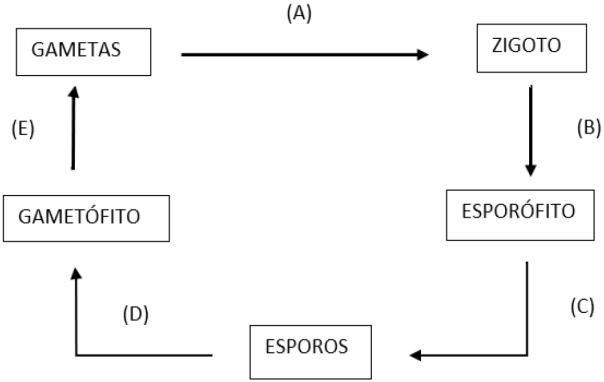 (A)
GAMETAS
ZIGOTO
(E)
(B)
GAMETÓFITO
ESPORÓFITO
(D)
(C)
ESPOROS